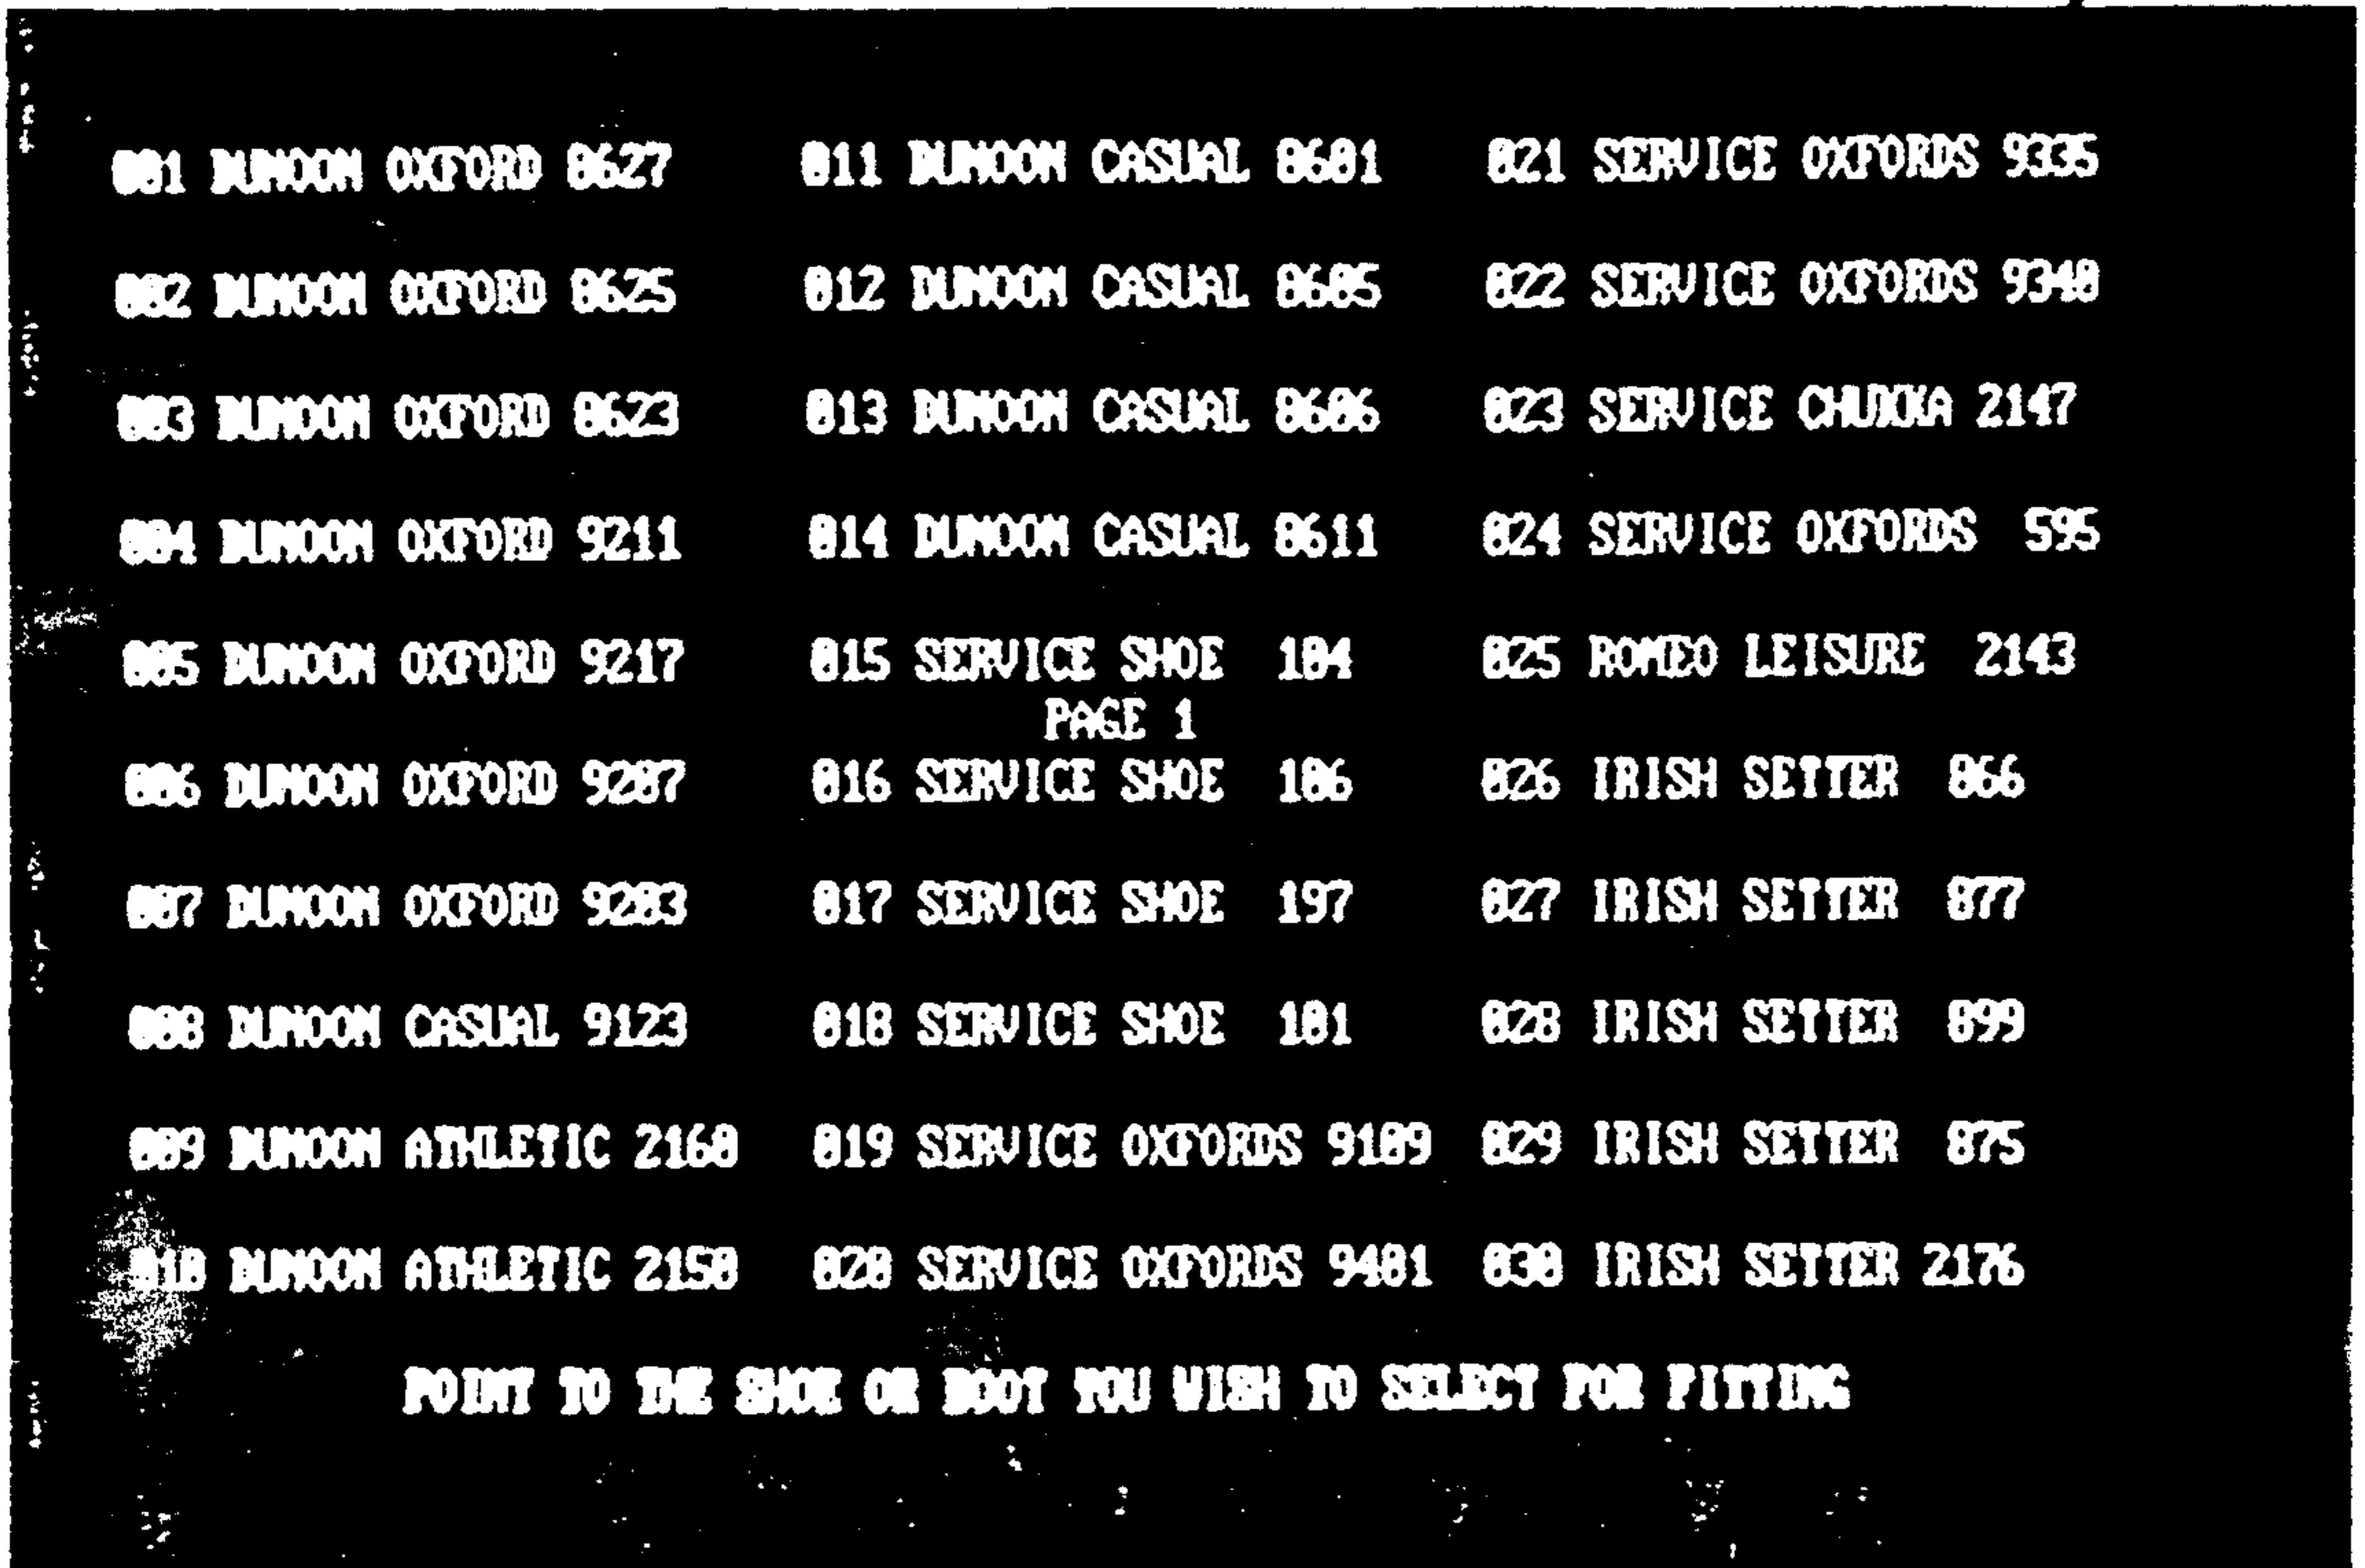 001 DUNOON OXFORD 8627
002 DUNOON OXFORD 8625
003 DUNOON OXFORD 8623
004 DUNOON OXFORD 9211
005 DUNOON OXFORD 9217
006 DUNOON OXFORD 9207
007 DUNOON OXFORD 9203
008 DUNOON CASUAL 9123
009 DUNOON ATHLETIC 2160
010 DUNOON ATHLETIC 2150
011 DUNOON CASUAL 8601
012 DUNOON CASUAL 8605
013 DUNOON CASUAL 8606
014 DUNOON CASUAL 8611
015 SERVICE SHOE 104
PAGE 1
016 SERVICE SHOE 106
017 SERVICE SHOE 197
018 SERVICE SHOE 101
019 SERVICE OXFORDS 9109
020 SERVICE OXFORDS 9401
021 SERVICE OXFORDS 9335
022 SERVICE OXFORDS 9340
023 SERVICE CHUKKA 2147
024 SERVICE OXFORDS 595
025 ROMEO LEISURE 2143
026 IRISH SETTER 866
027 IRISH SETTER 877
028 IRISH SETTER 899
029 IRISH SETTER 875
030 IRISH SETTER 2176
POINT TO THE SHOE OR BOOT YOU WISH TO SELECT FOR FITTING